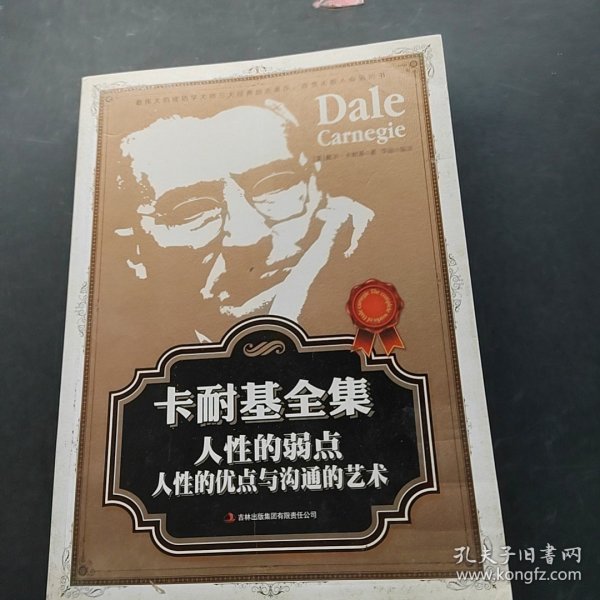 Dale
Carnegie
卡耐基全集
人性的弱点
人性的优点与沟通的艺术
吉林出版集团有限责任公司
孔夫子旧书网
www.kongfz.com